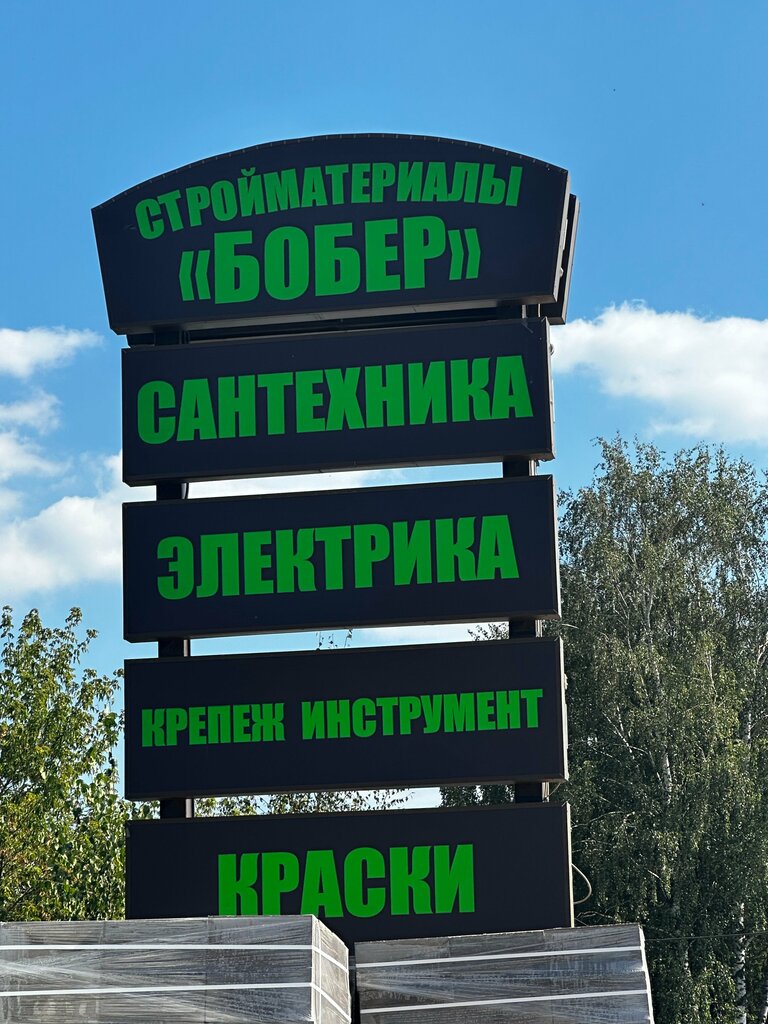 СТРОЙМАТЕРИАЛЫ
«БОБЕР»
САНТЕХНИКА
ЭЛЕКТРИКА
КРЕПЕЖ ИНСТРУМЕНТ
КРАСКИ